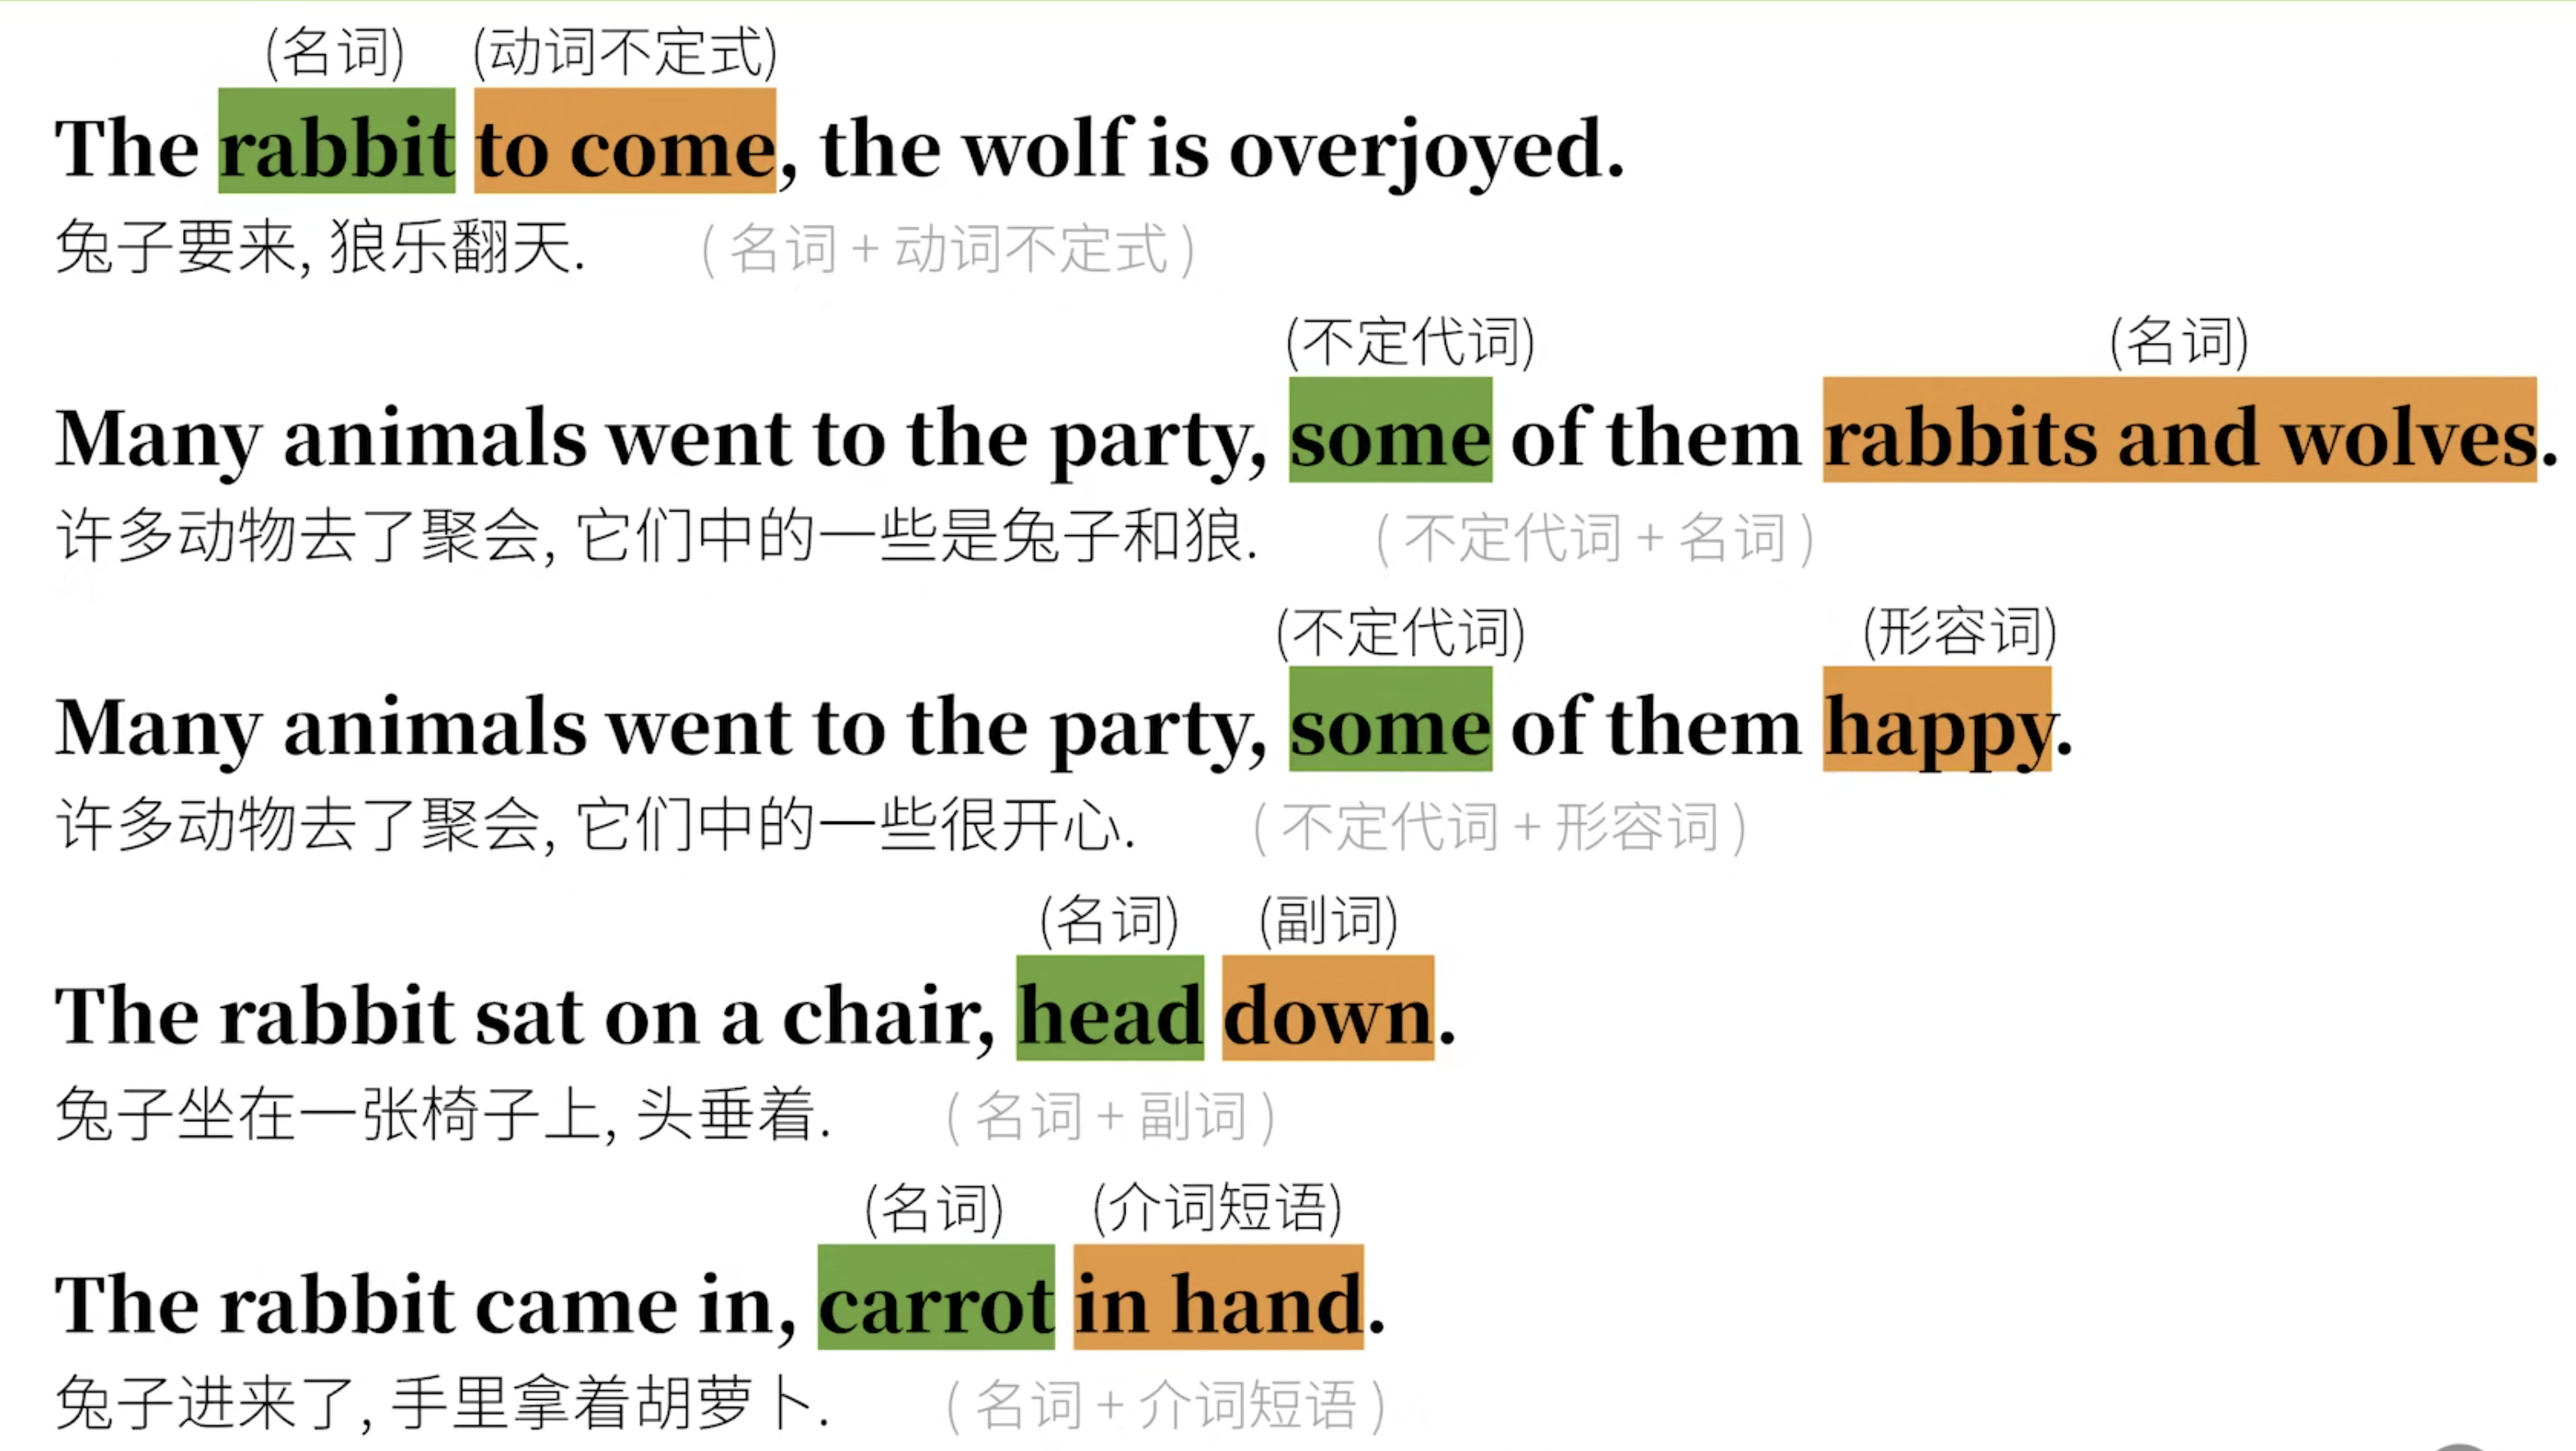 (名词) (动词不定式)
The rabbit to come, the wolf is overjoyed.
兔子要来, 狼乐翻天. ( 名词 + 动词不定式 )
(不定代词) (名词)
Many animals went to the party, some of them rabbits and wolves.
许多动物去了聚会, 它们中的一些是兔子和狼. ( 不定代词 + 名词 )
(不定代词) (形容词)
Many animals went to the party, some of them happy.
许多动物去了聚会, 它们中的一些很开心. ( 不定代词 + 形容词 )
(名词) (副词)
The rabbit sat on a chair, head down.
兔子坐在一张椅子上, 头垂着. ( 名词 + 副词 )
(名词) (介词短语)
The rabbit came in, carrot in hand.
兔子进来了, 手里拿着胡萝卜. ( 名词 + 介词短语 )